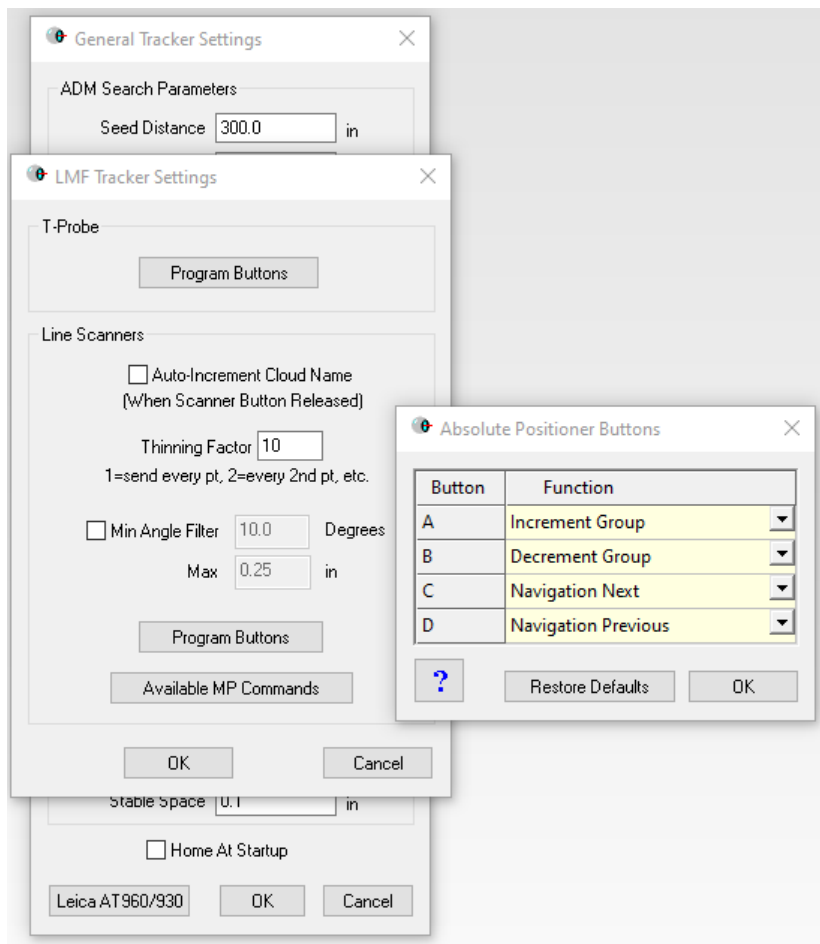 General Tracker Settings
ADM Search Parameters
Seed Distance 300.0 in
LMF Tracker Settings
T-Probe
Program Buttons
Line Scanners
Auto-Increment Cloud Name
(When Scanner Button Released)
Thinning Factor 10
1=send every pt, 2=every 2nd pt, etc.
Min Angle Filter 10.0 Degrees
Max 0.25 in
Program Buttons
Available MP Commands
OK Cancel
Absolute Positioner Buttons
Button Function
A Increment Group
B Decrement Group
C Navigation Next
D Navigation Previous
? Restore Defaults OK
Stable Space 0.1 in
Home At Startup
Leica AT960/930 OK Cancel